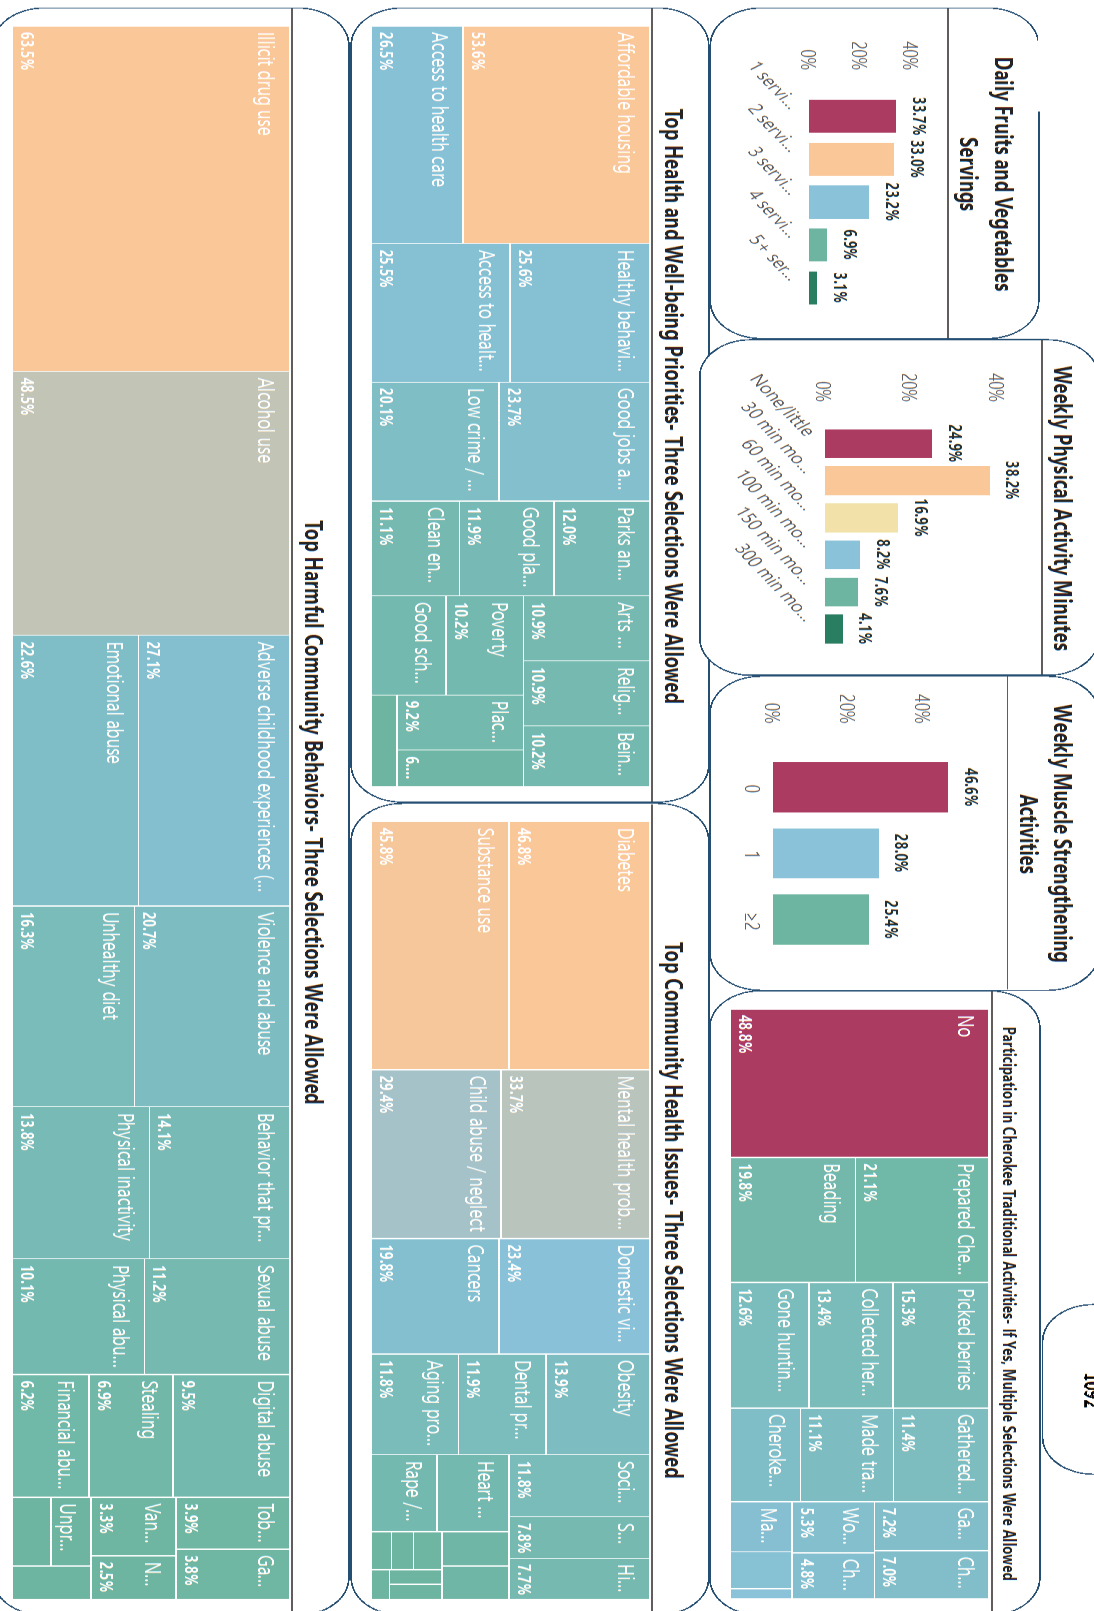 1092
Daily Fruits and Vegetables
Servings
40%
20%
0%
33.7%
33.0%
23.2%
6.9%
3.1%
1 servi...
2 servi...
3 servi...
4 servi...
5+ ser...
Weekly Physical Activity Minutes
40%
20%
0%
24.9%
38.2%
16.9%
8.2%
7.6%
4.1%
None/little
30 min mo...
60 min mo...
100 min mo...
150 min mo...
300 min mo...
Weekly Muscle Strengthening
Activities
40%
20%
0%
46.6%
28.0%
25.4%
0
1
≥2
Participation in Cherokee Traditional Activities- If Yes, Multiple Selections Were Allowed
No
48.8%
Prepared Che...
21.1%
Beading
19.8%
Picked berries
15.3%
Collected her...
13.4%
Gone huntin...
12.6%
Gathered...
11.4%
Made tra...
11.1%
Cheroke...
Ga...
7.2%
Ch...
7.0%
Wo...
5.3%
Ch...
4.8%
Ma...
Top Health and Well-being Priorities- Three Selections Were Allowed
Affordable housing
53.6%
Access to health care
26.5%
Healthy behavi...
25.6%
Access to healt...
25.5%
Good jobs a...
23.7%
Low crime / ...
20.1%
Parks an...
12.0%
Good pla...
11.9%
Clean en...
11.1%
Arts ...
10.9%
Relig...
10.9%
Bein...
10.2%
Poverty
10.2%
Good sch...
Plac...
9.2%
6....
Top Community Health Issues- Three Selections Were Allowed
Diabetes
46.8%
Substance use
45.8%
Mental health prob...
33.7%
Child abuse / neglect
29.4%
Domestic vi...
23.4%
Cancers
19.8%
Obesity
13.9%
Dental pr...
11.9%
Aging pro...
11.8%
Soci...
11.8%
S...
7.8%
Hi...
7.7%
Heart ...
Rape /...
Top Harmful Community Behaviors- Three Selections Were Allowed
Illicit drug use
63.5%
Alcohol use
48.5%
Adverse childhood experiences (...
27.1%
Emotional abuse
22.6%
Violence and abuse
20.7%
Unhealthy diet
16.3%
Behavior that pr...
14.1%
Physical inactivity
13.8%
Sexual abuse
11.2%
Physical abu...
10.1%
Digital abuse
9.5%
Stealing
6.9%
Financial abu...
6.2%
Tob...
3.9%
Ga...
3.8%
Van...
3.3%
N...
2.5%
Unpr...